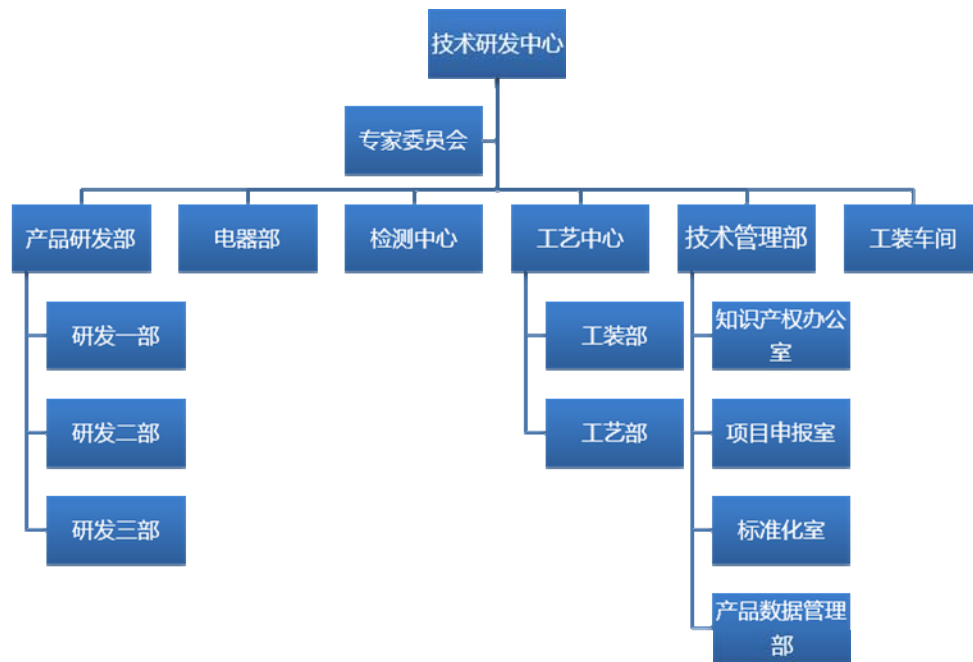 技术研发中心
专家委员会
产品研发部
电器部
检测中心
工艺中心
技术管理部
工装车间
研发一部
研发二部
研发三部
工装部
工艺部
知识产权办公
室
项目申报室
标准化室
产品数据管理
部